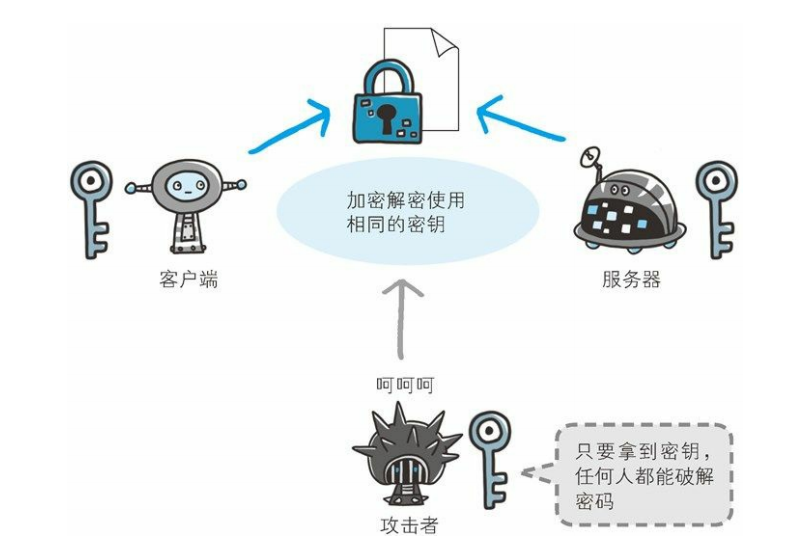 加密解密使用
相同的密钥
客户端
服务器
呵呵呵
只要拿到密钥，
任何人都能破解
密码
攻击者